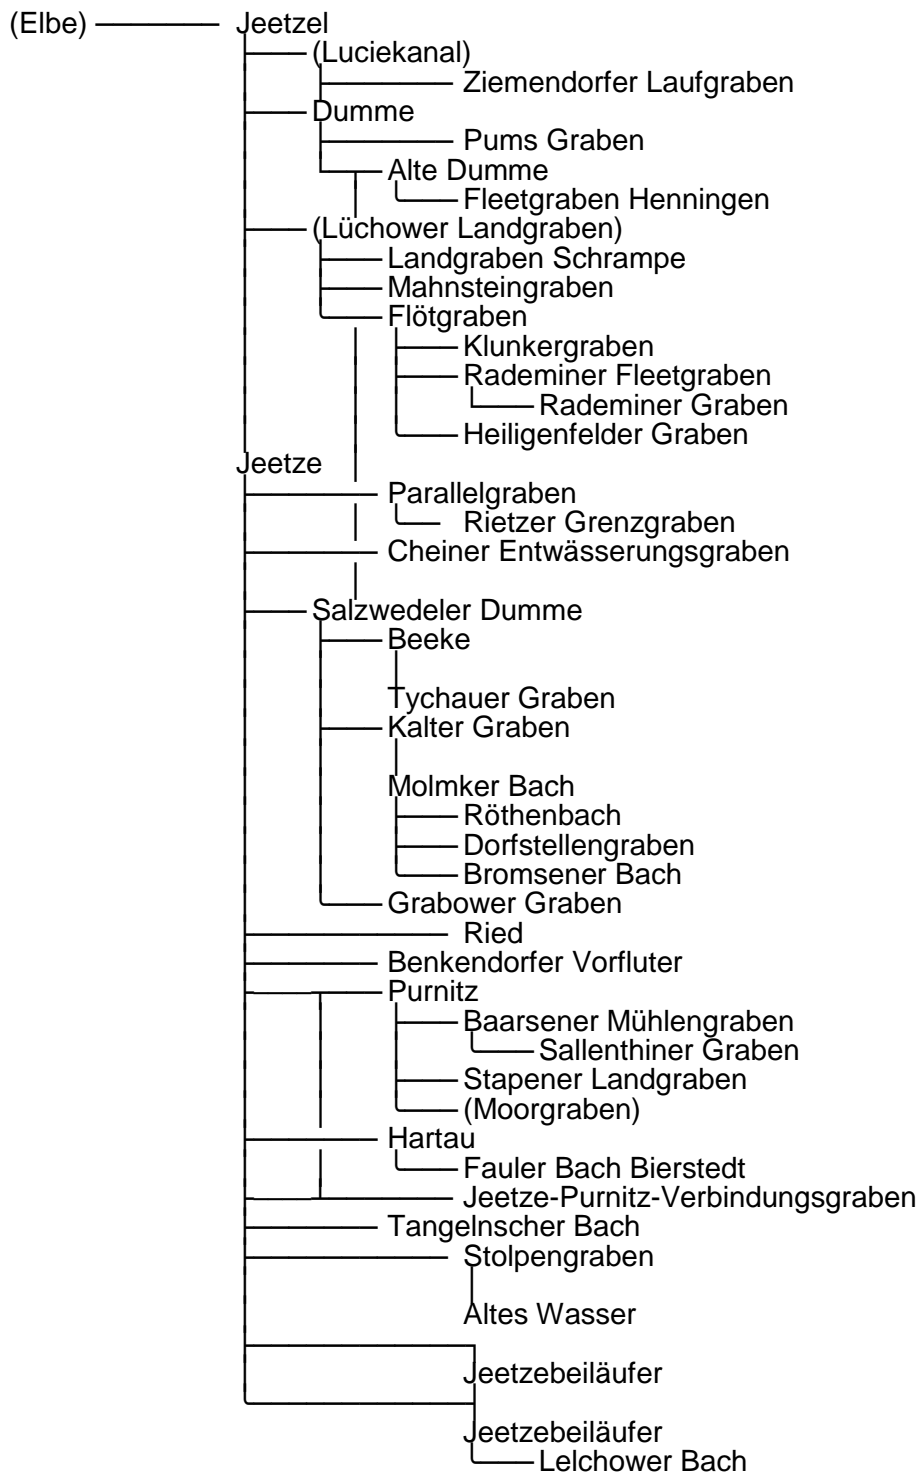 (Elbe) Jeetzel
(Luciekanal)
Ziemendorfer Laufgraben
Dumme
Pums Graben
Alte Dumme
Fleetgraben Henningen
(Lüchower Landgraben)
Landgraben Schrampe
Mahnsteingraben
Flötgraben
Klunkergraben
Rademiner Fleetgraben
Rademiner Graben
Heiligenfelder Graben
Jeetze
Parallelgraben
Rietzer Grenzgraben
Cheiner Entwässerungsgraben
Salzwedeler Dumme
Beeke
Tychauer Graben
Kalter Graben
Molmker Bach
Röthenbach
Dorfstellengraben
Bromsener Bach
Grabower Graben
Ried
Benkendorfer Vorfluter
Purnitz
Baarsener Mühlengraben
Sallenthiner Graben
Stapener Landgraben
(Moorgraben)
Hartau
Fauler Bach Bierstedt
Jeetze-Purnitz-Verbindungsgraben
Tangelnscher Bach
Stolpengraben
Altes Wasser
Jeetzebeiläufer
Jeetzebeiläufer
Lelchower Bach